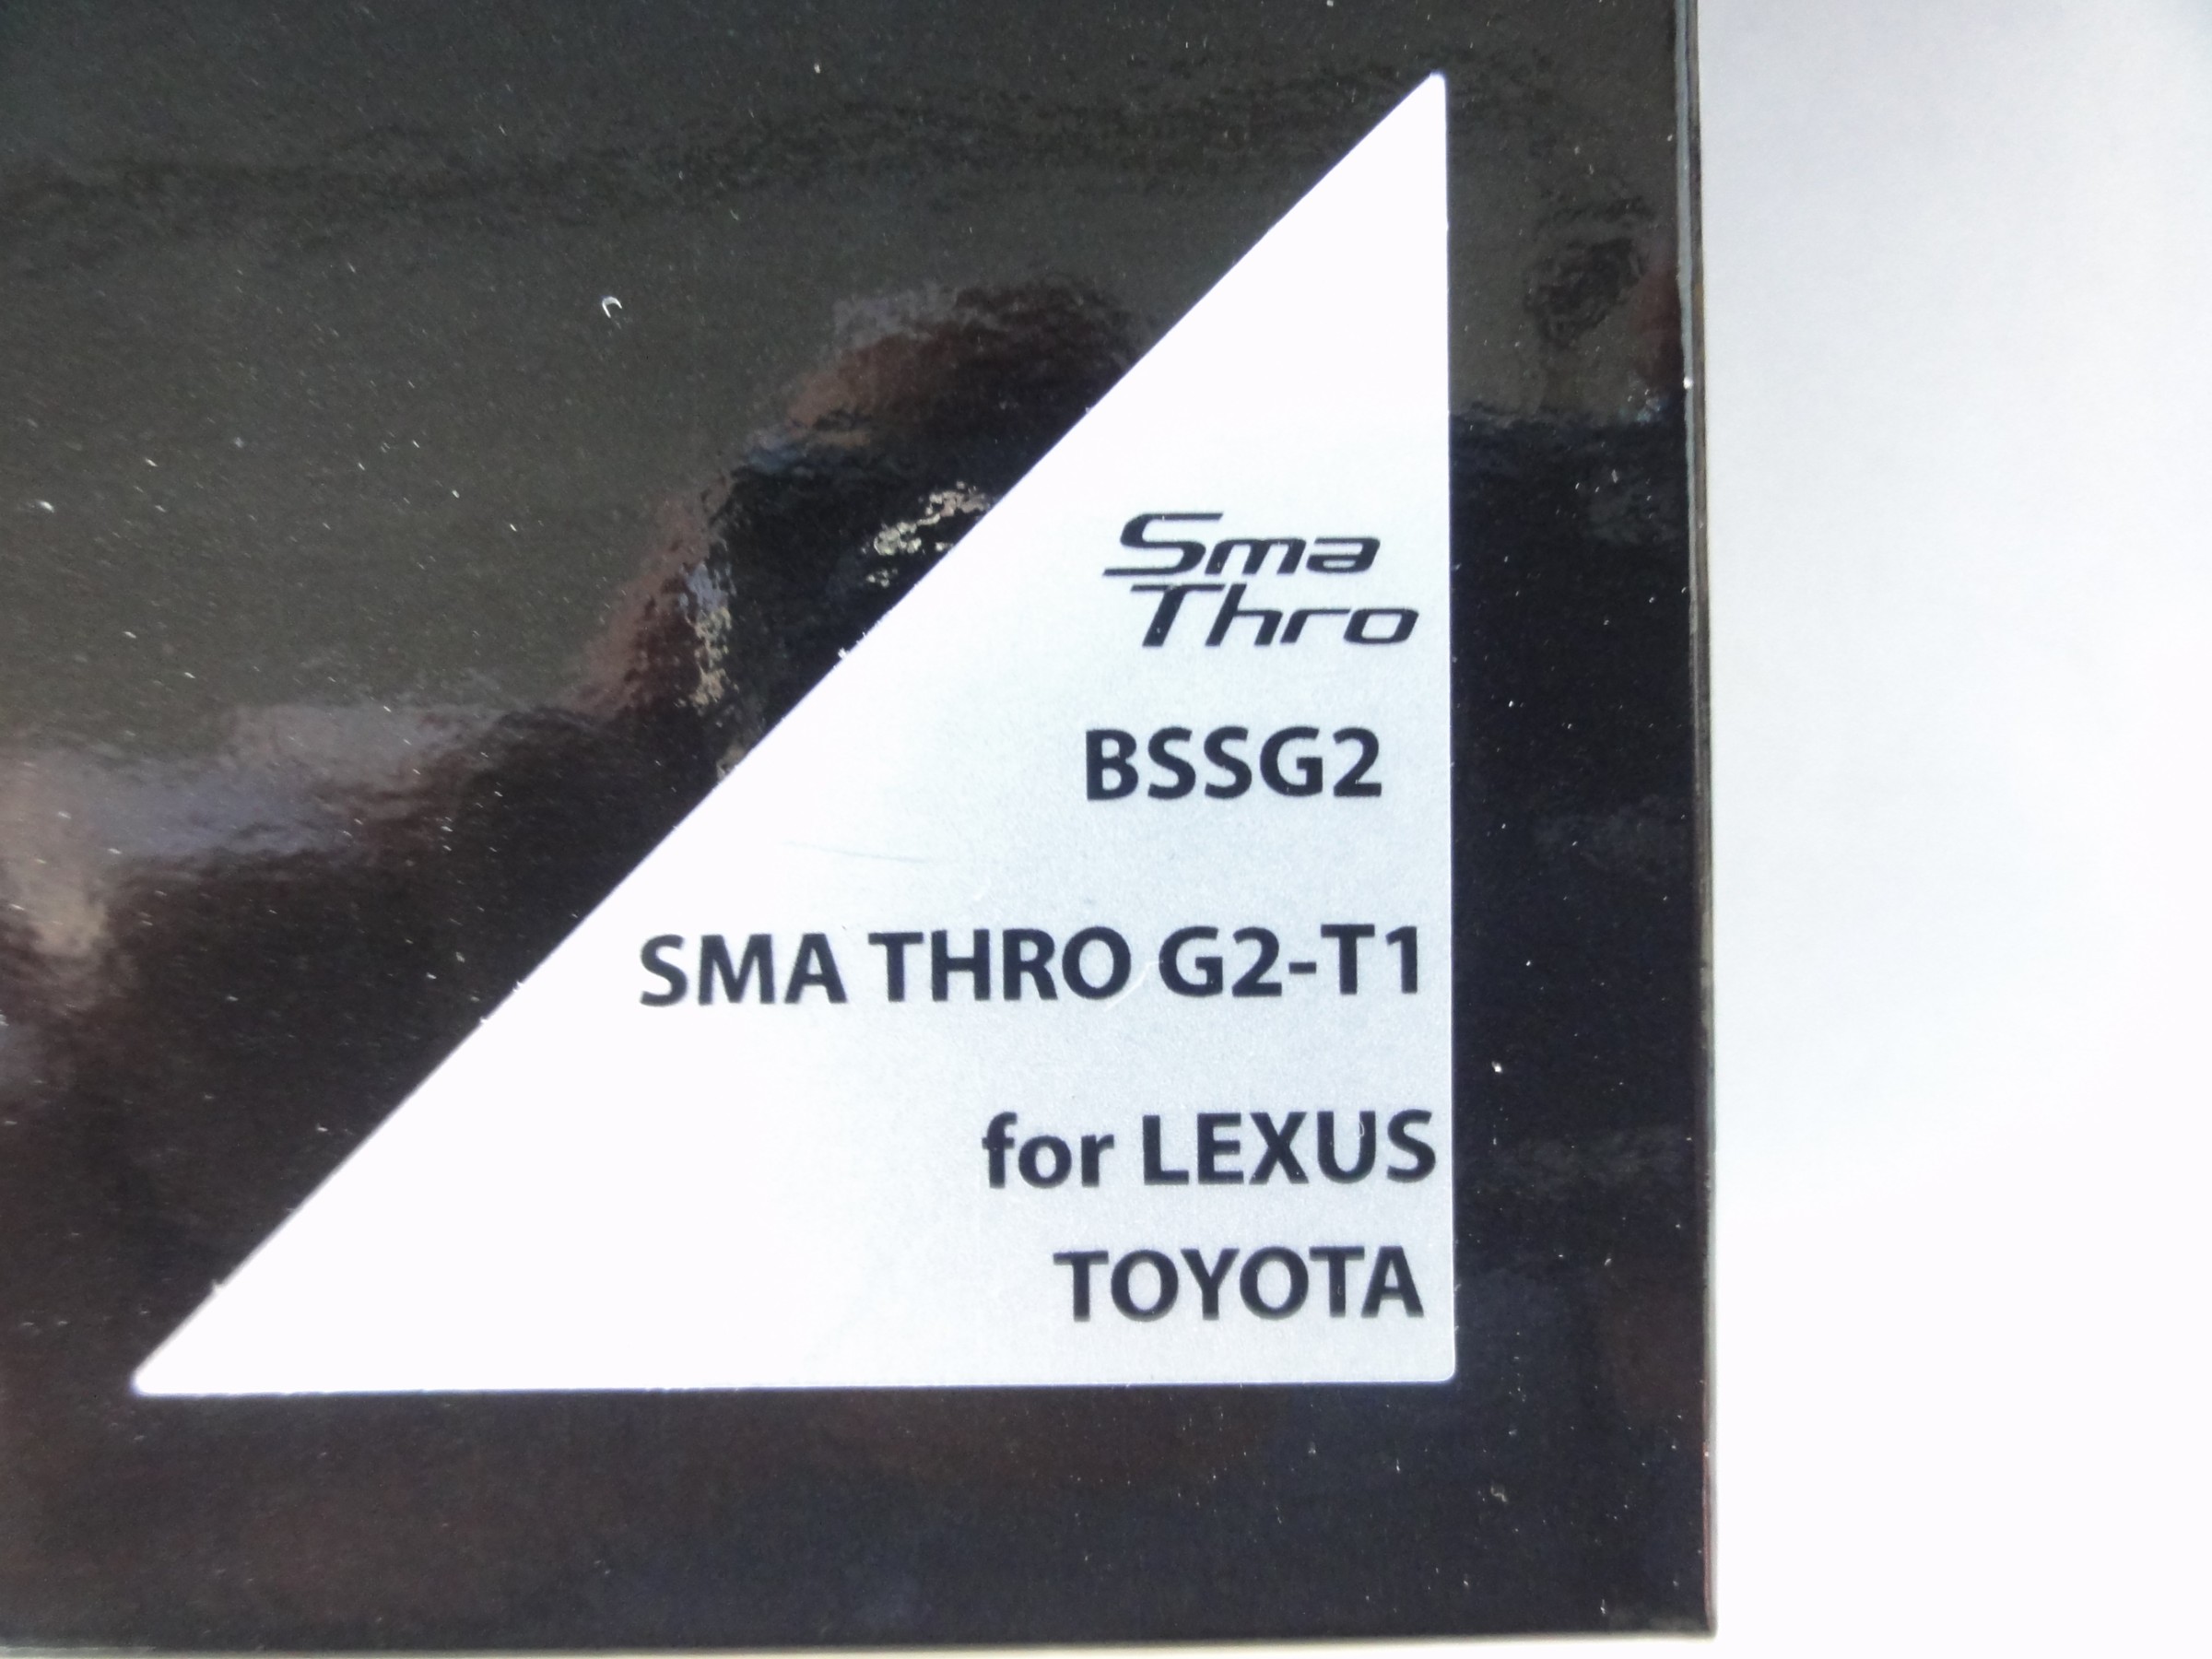 Sma
Thro
BSSG2
SMA THRO G2-T1
for LEXUS
TOYOTA